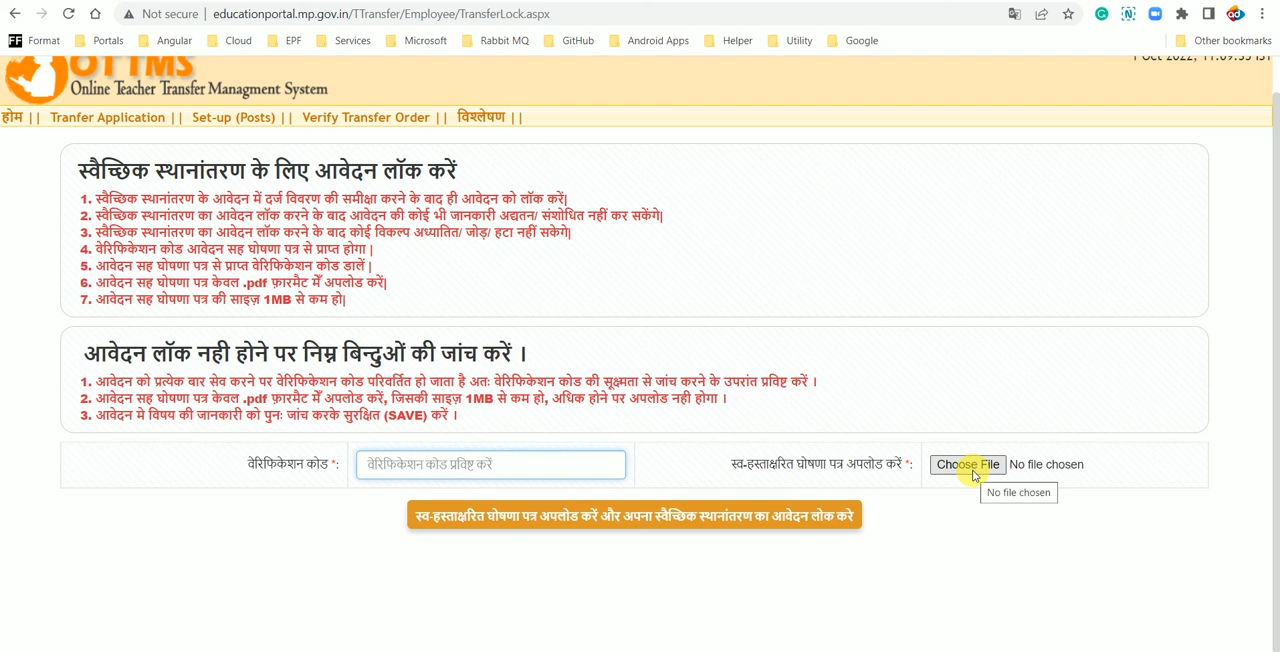 Not secure | educationportal.mp.gov.in/TTransfer/Employee/TransferLock.aspx
FF Format Portals Angular Cloud EPF Services Microsoft Rabbit MQ GitHub Android Apps Helper Utility Google Other bookmarks
OTTMS
Online Teacher Transfer Managment System
होम || Tranfer Application || Set-up (Posts) || Verify Transfer Order || विश्लेषण ||
स्वैच्छिक स्थानांतरण के लिए आवेदन लॉक करें
1. स्वैच्छिक स्थानांतरण के आवेदन में दर्ज विवरण की समीक्षा करने के बाद ही आवेदन को लॉक करें|
2. स्वैच्छिक स्थानांतरण का आवेदन लॉक करने के बाद आवेदन की कोई भी जानकारी अद्यतन/ संशोधित नहीं कर सकेंगे|
3. स्वैच्छिक स्थानांतरण का आवेदन लॉक करने के बाद कोई विकल्प अध्यातित/ जोड़/ हटा नहीं सकेगे|
4. वेरिफिकेशन कोड आवेदन सह घोषणा पत्र से प्राप्त होगा |
5. आवेदन सह घोषणा पत्र से प्राप्त वेरिफिकेशन कोड डालें |
6. आवेदन सह घोषणा पत्र केवल .pdf फ़ारमैट मेँ अपलोड करें|
7. आवेदन सह घोषणा पत्र की साइज़ 1MB से कम हो|
आवेदन लॉक नही होने पर निम्न बिन्दुओं की जांच करें ।
1. आवेदन को प्रत्येक बार सेव करने पर वेरिफिकेशन कोड परिवर्तित हो जाता है अतः वेरिफिकेशन कोड की सूक्ष्मता से जांच करने के उपरांत प्रविष्ट करें ।
2. आवेदन सह घोषणा पत्र केवल .pdf फ़ारमैट मेँ अपलोड करें, जिसकी साइज़ 1MB से कम हो, अधिक होने पर अपलोड नही होगा ।
3. आवेदन मे विषय की जानकारी को पुनः जांच करके सुरक्षित (SAVE) करें ।
वेरिफिकेशन कोड *: वेरिफिकेशन कोड प्रविष्ट करें स्व-हस्ताक्षरित घोषणा पत्र अपलोड करें *: Choose File No file chosen
No file chosen
स्व-हस्ताक्षरित घोषणा पत्र अपलोड करें और अपना स्वैच्छिक स्थानांतरण का आवेदन लोक करे